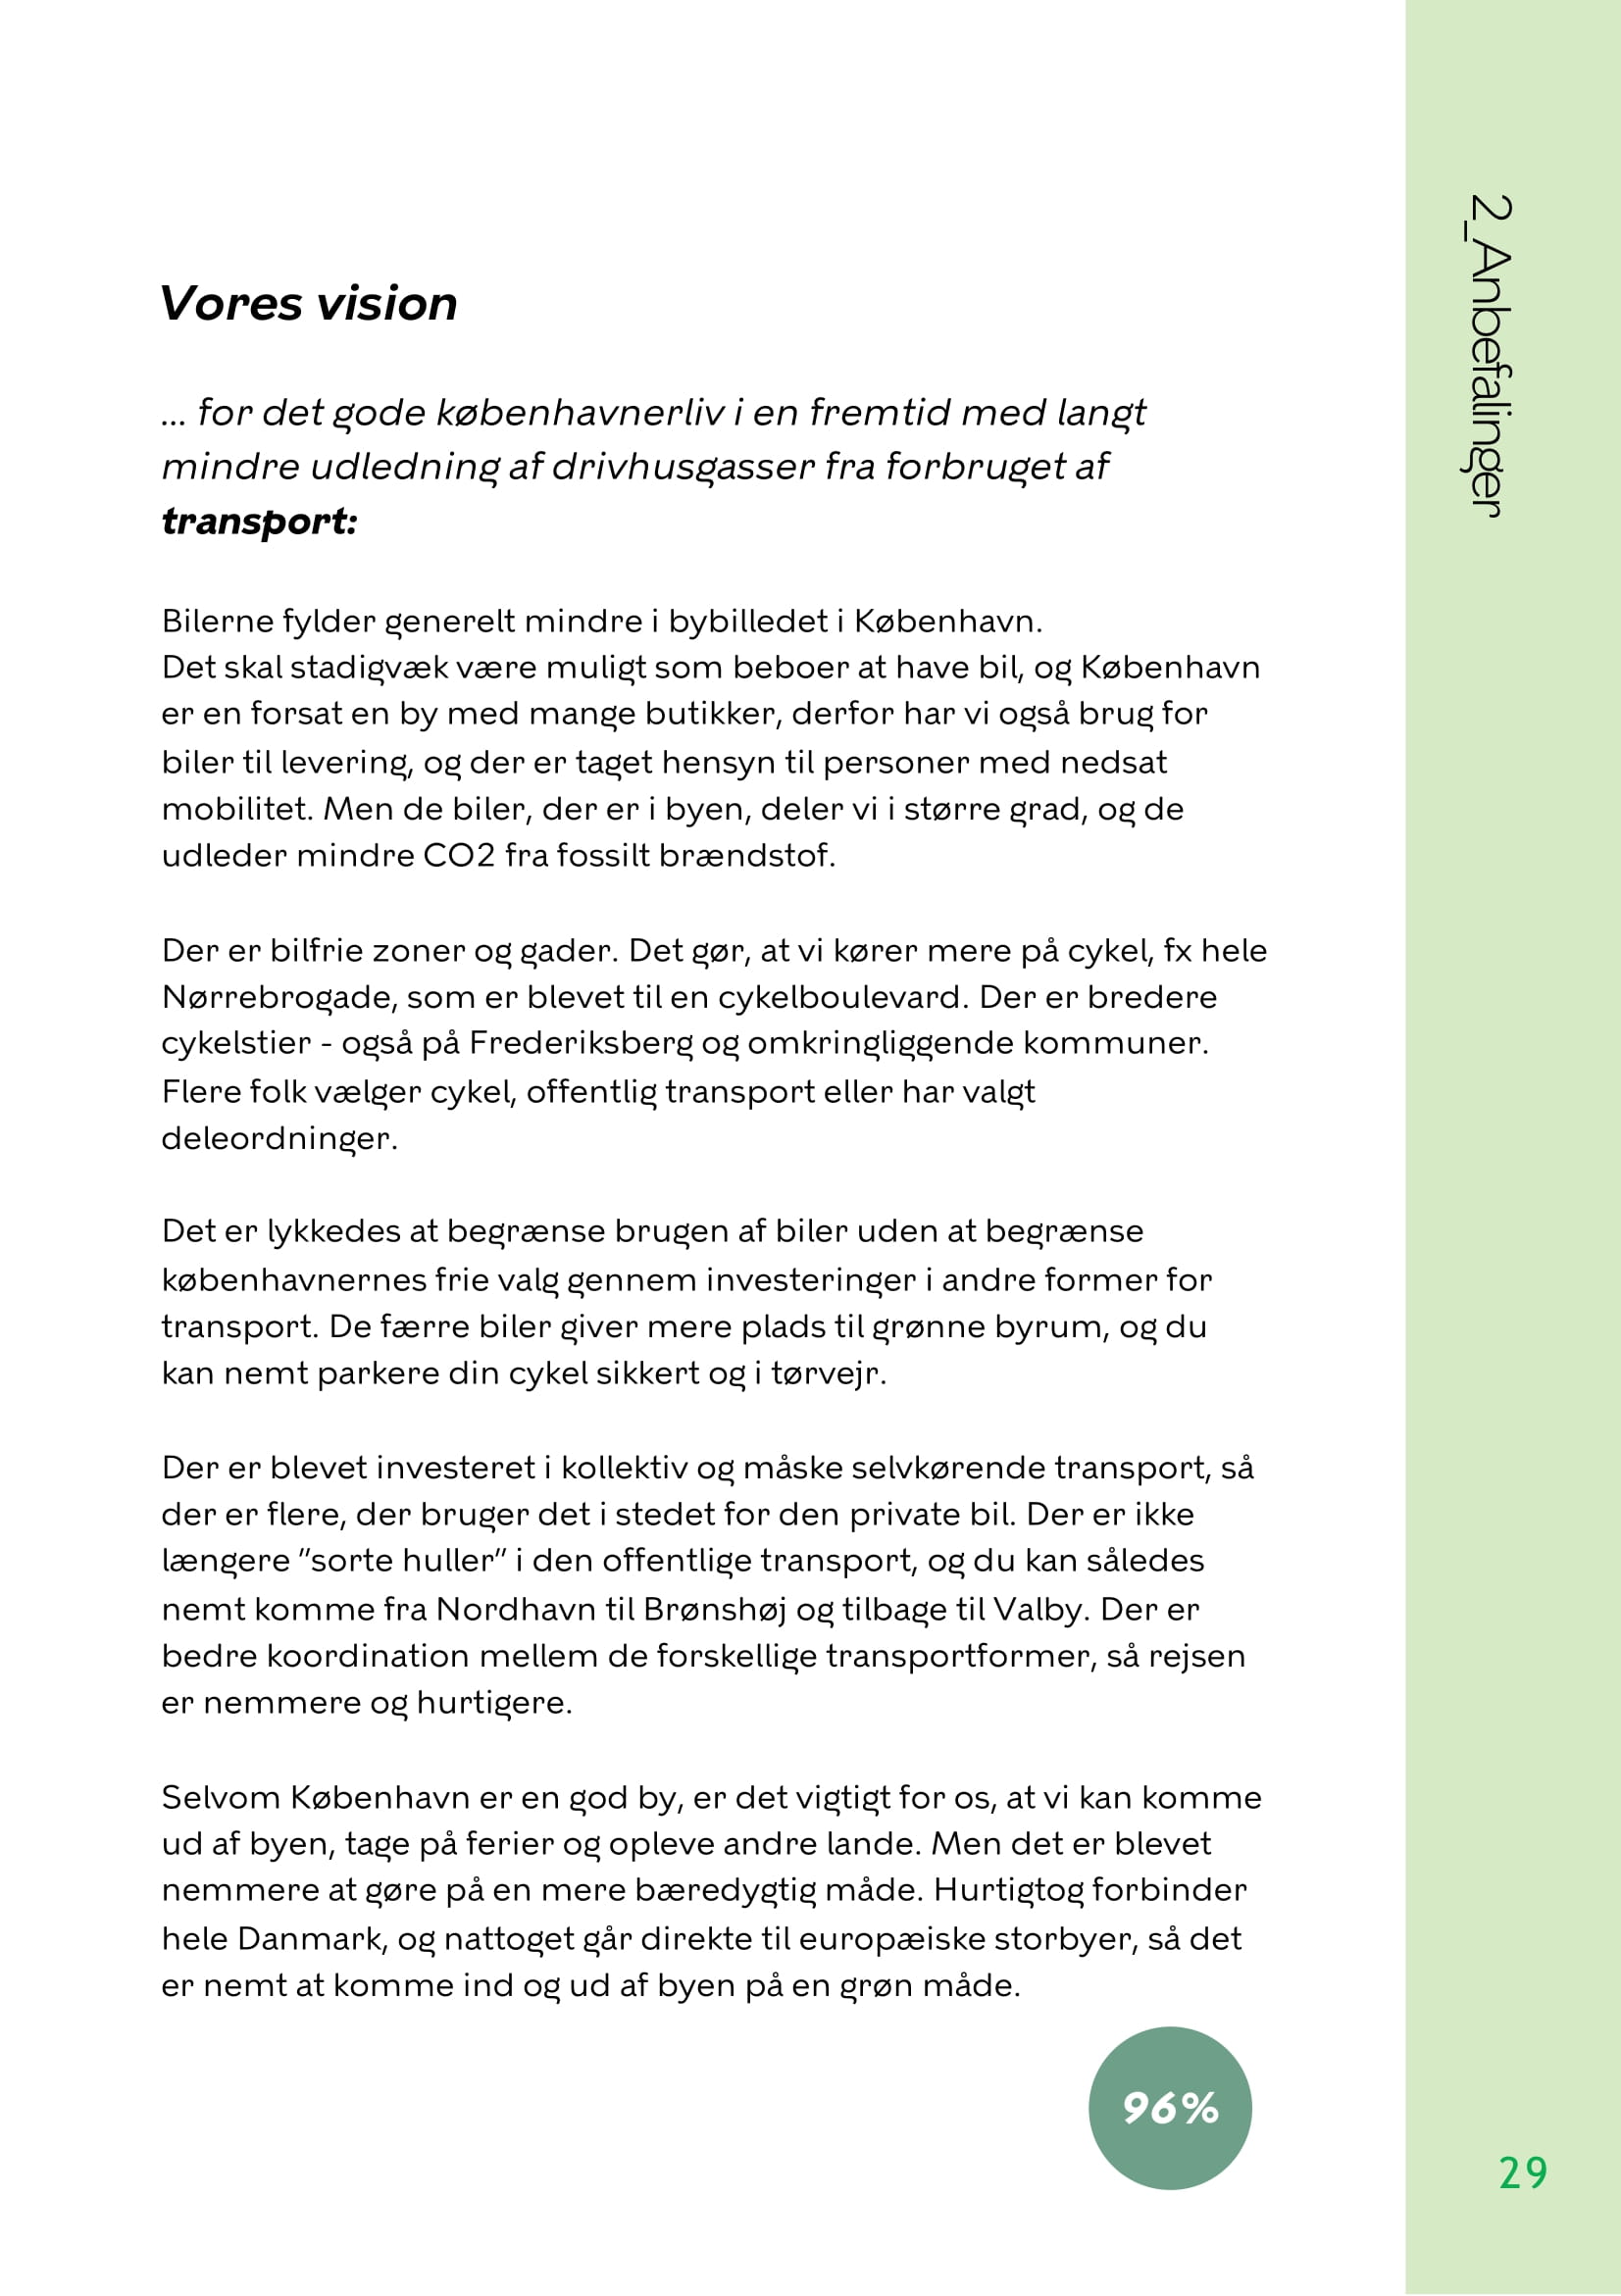 2_Anbefalinger
Vores vision
... for det gode københavnerliv i en fremtid med langt
mindre udledning af drivhusgasser fra forbruget af
transport:
Bilerne fylder generelt mindre i bybilledet i København.
Det skal stadigvæk være muligt som beboer at have bil, og København
er en forsat en by med mange butikker, derfor har vi også brug for
biler til levering, og der er taget hensyn til personer med nedsat
mobilitet. Men de biler, der er i byen, deler vi i større grad, og de
udleder mindre CO2 fra fossilt brændstof.
Der er bilfrie zoner og gader. Det gør, at vi kører mere på cykel, fx hele
Nørrebrogade, som er blevet til en cykelboulevard. Der er bredere
cykelstier - også på Frederiksberg og omkringliggende kommuner.
Flere folk vælger cykel, offentlig transport eller har valgt
deleordninger.
Det er lykkedes at begrænse brugen af biler uden at begrænse
københavnernes frie valg gennem investeringer i andre former for
transport. De færre biler giver mere plads til grønne byrum, og du
kan nemt parkere din cykel sikkert og i tørvejr.
Der er blevet investeret i kollektiv og måske selvkørende transport, så
der er flere, der bruger det i stedet for den private bil. Der er ikke
længere "sorte huller" i den offentlige transport, og du kan således
nemt komme fra Nordhavn til Brønshøj og tilbage til Valby. Der er
bedre koordination mellem de forskellige transportformer, så rejsen
er nemmere og hurtigere.
Selvom København er en god by, er det vigtigt for os, at vi kan komme
ud af byen, tage på ferier og opleve andre lande. Men det er blevet
nemmere at gøre på en mere bæredygtig måde. Hurtigtog forbinder
hele Danmark, og nattoget går direkte til europæiske storbyer, så det
er nemt at komme ind og ud af byen på en grøn måde.
96%
29